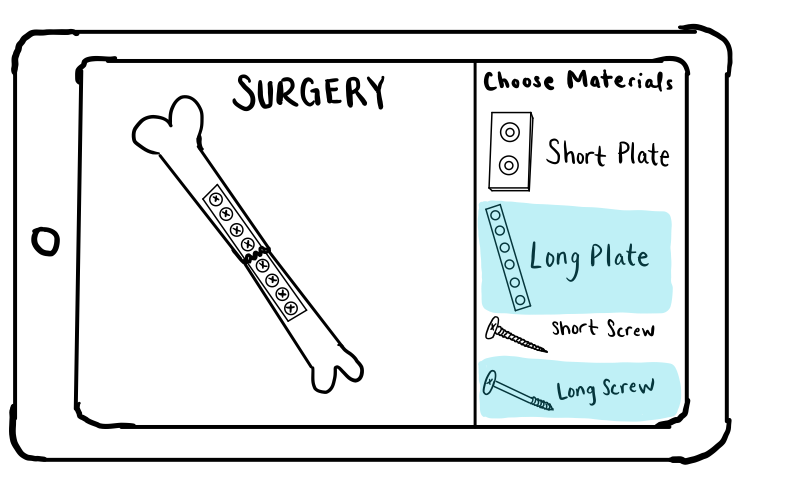 SURGERY
Choose Materials
Short Plate
Long Plate
Short Screw
Long Screw